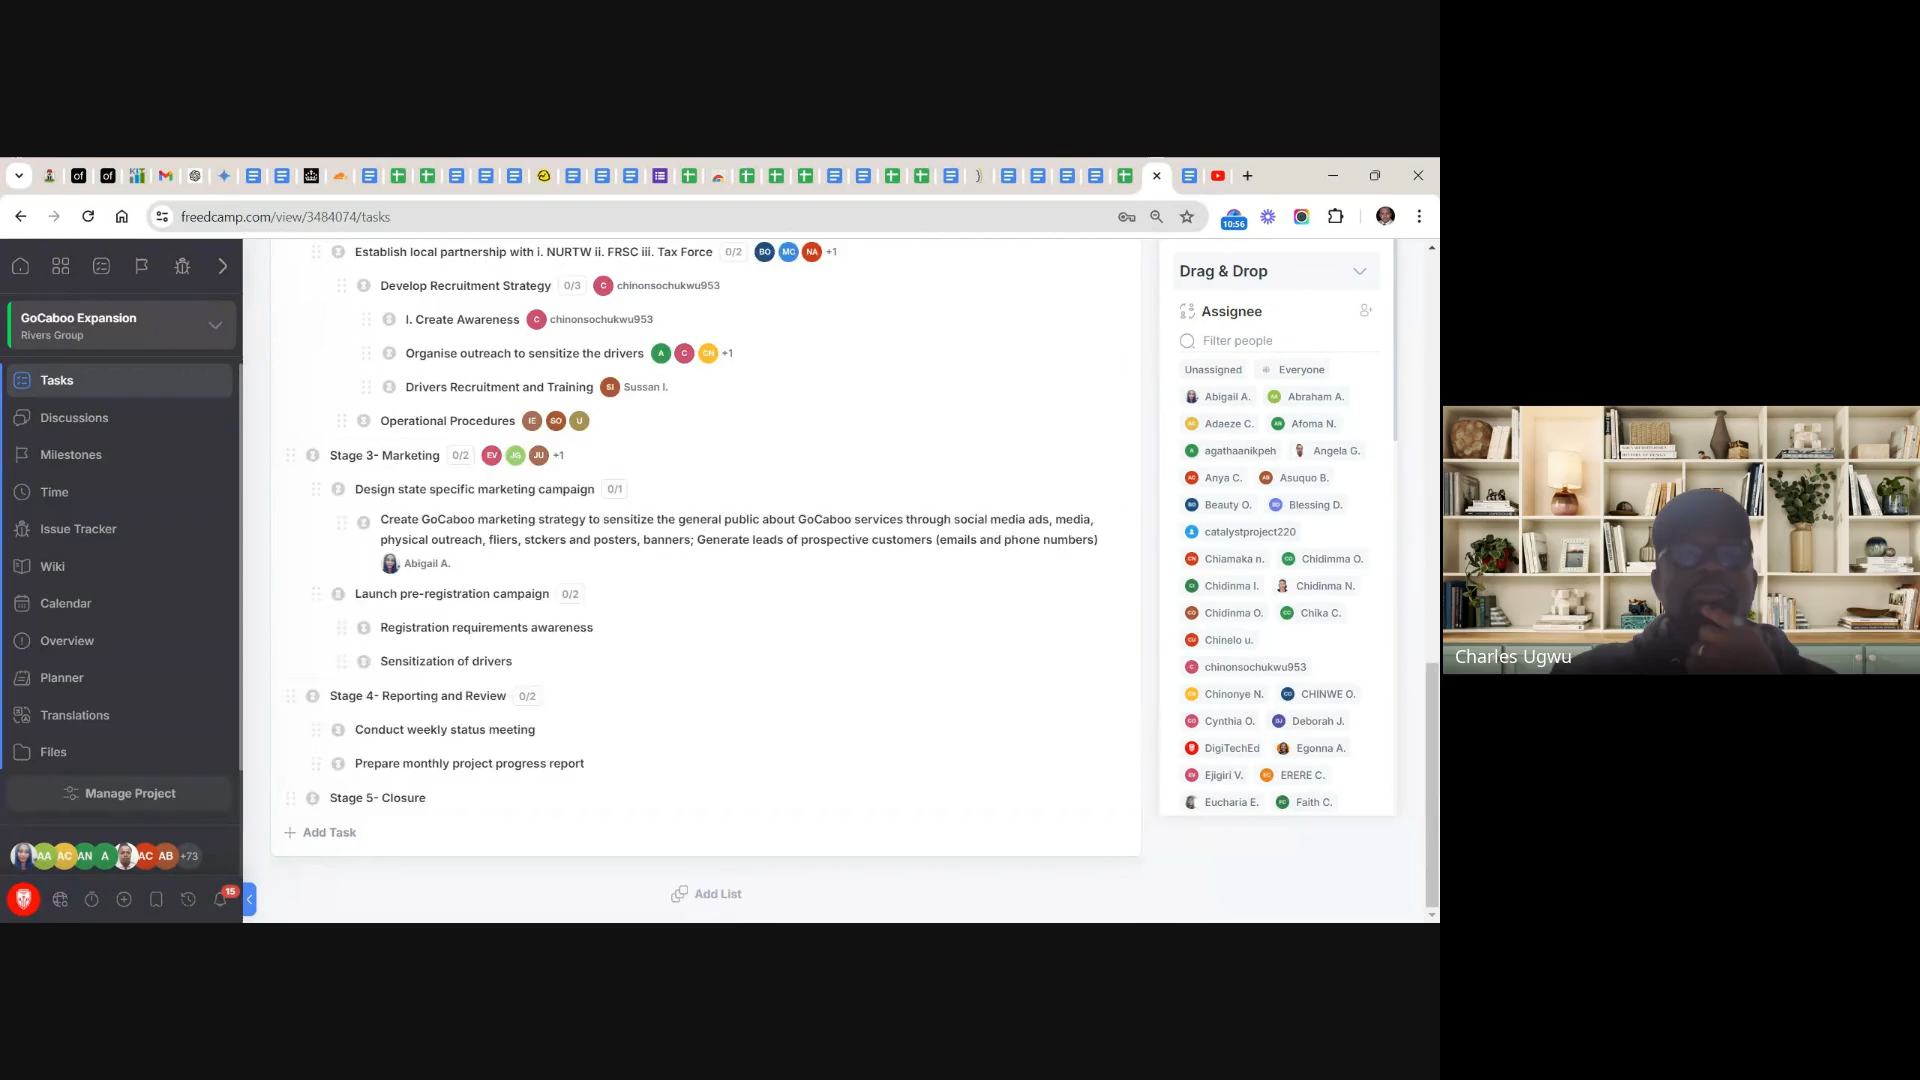 freedcamp.com/view/3484074/tasks
10:56
GoCaboo Expansion
Rivers Group
Tasks
Discussions
Milestones
Time
Issue Tracker
Wiki
Calendar
Overview
Planner
Translations
Files
Manage Project
AA AC AN A AC AB +73
15
Establish local partnership with i. NURTW ii. FRSC iii. Tax Force 0/2 BO MC NA +1
Develop Recruitment Strategy 0/3 C chinonsochukwu953
I. Create Awareness C chinonsochukwu953
Organise outreach to sensitize the drivers A C CN +1
Drivers Recruitment and Training SI Sussan I.
Operational Procedures IE SO U
Stage 3- Marketing 0/2 EV JG JU +1
Design state specific marketing campaign 0/1
Create GoCaboo marketing strategy to sensitize the general public about GoCaboo services through social media ads, media,
physical outreach, fliers, stckers and posters, banners; Generate leads of prospective customers (emails and phone numbers)
Abigail A.
Launch pre-registration campaign 0/2
Registration requirements awareness
Sensitization of drivers
Stage 4- Reporting and Review 0/2
Conduct weekly status meeting
Prepare monthly project progress report
Stage 5- Closure
Add Task
Add List
Drag & Drop
Assignee
Filter people
Unassigned Everyone
Abigail A. Abraham A.
Adaeze C. Afoma N.
agathaanikpeh Angela G.
Anya C. Asuquo B.
Beauty O. Blessing D.
catalystproject220
Chiamaka n. Chidimma O.
Chidinma I. Chidinma N.
Chidinma O. Chika C.
Chinelo u.
chinonsochukwu953
Chinonye N. CHINWE O.
Cynthia O. Deborah J.
DigiTechEd Egonna A.
Ejigiri V. ERERE C.
Eucharia E. Faith C.
Charles Ugwu